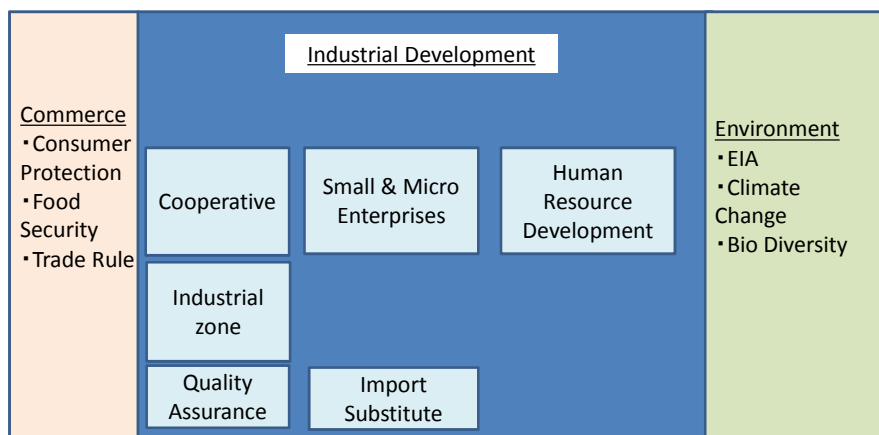 Industrial Development
Commerce
・Consumer
Protection
・Food
Security
・Trade Rule
Cooperative
Small & Micro
Enterprises
Human
Resource
Development
Industrial
zone
Quality
Assurance
Import
Substitute
Environment
・EIA
・Climate
Change
・Bio Diversity